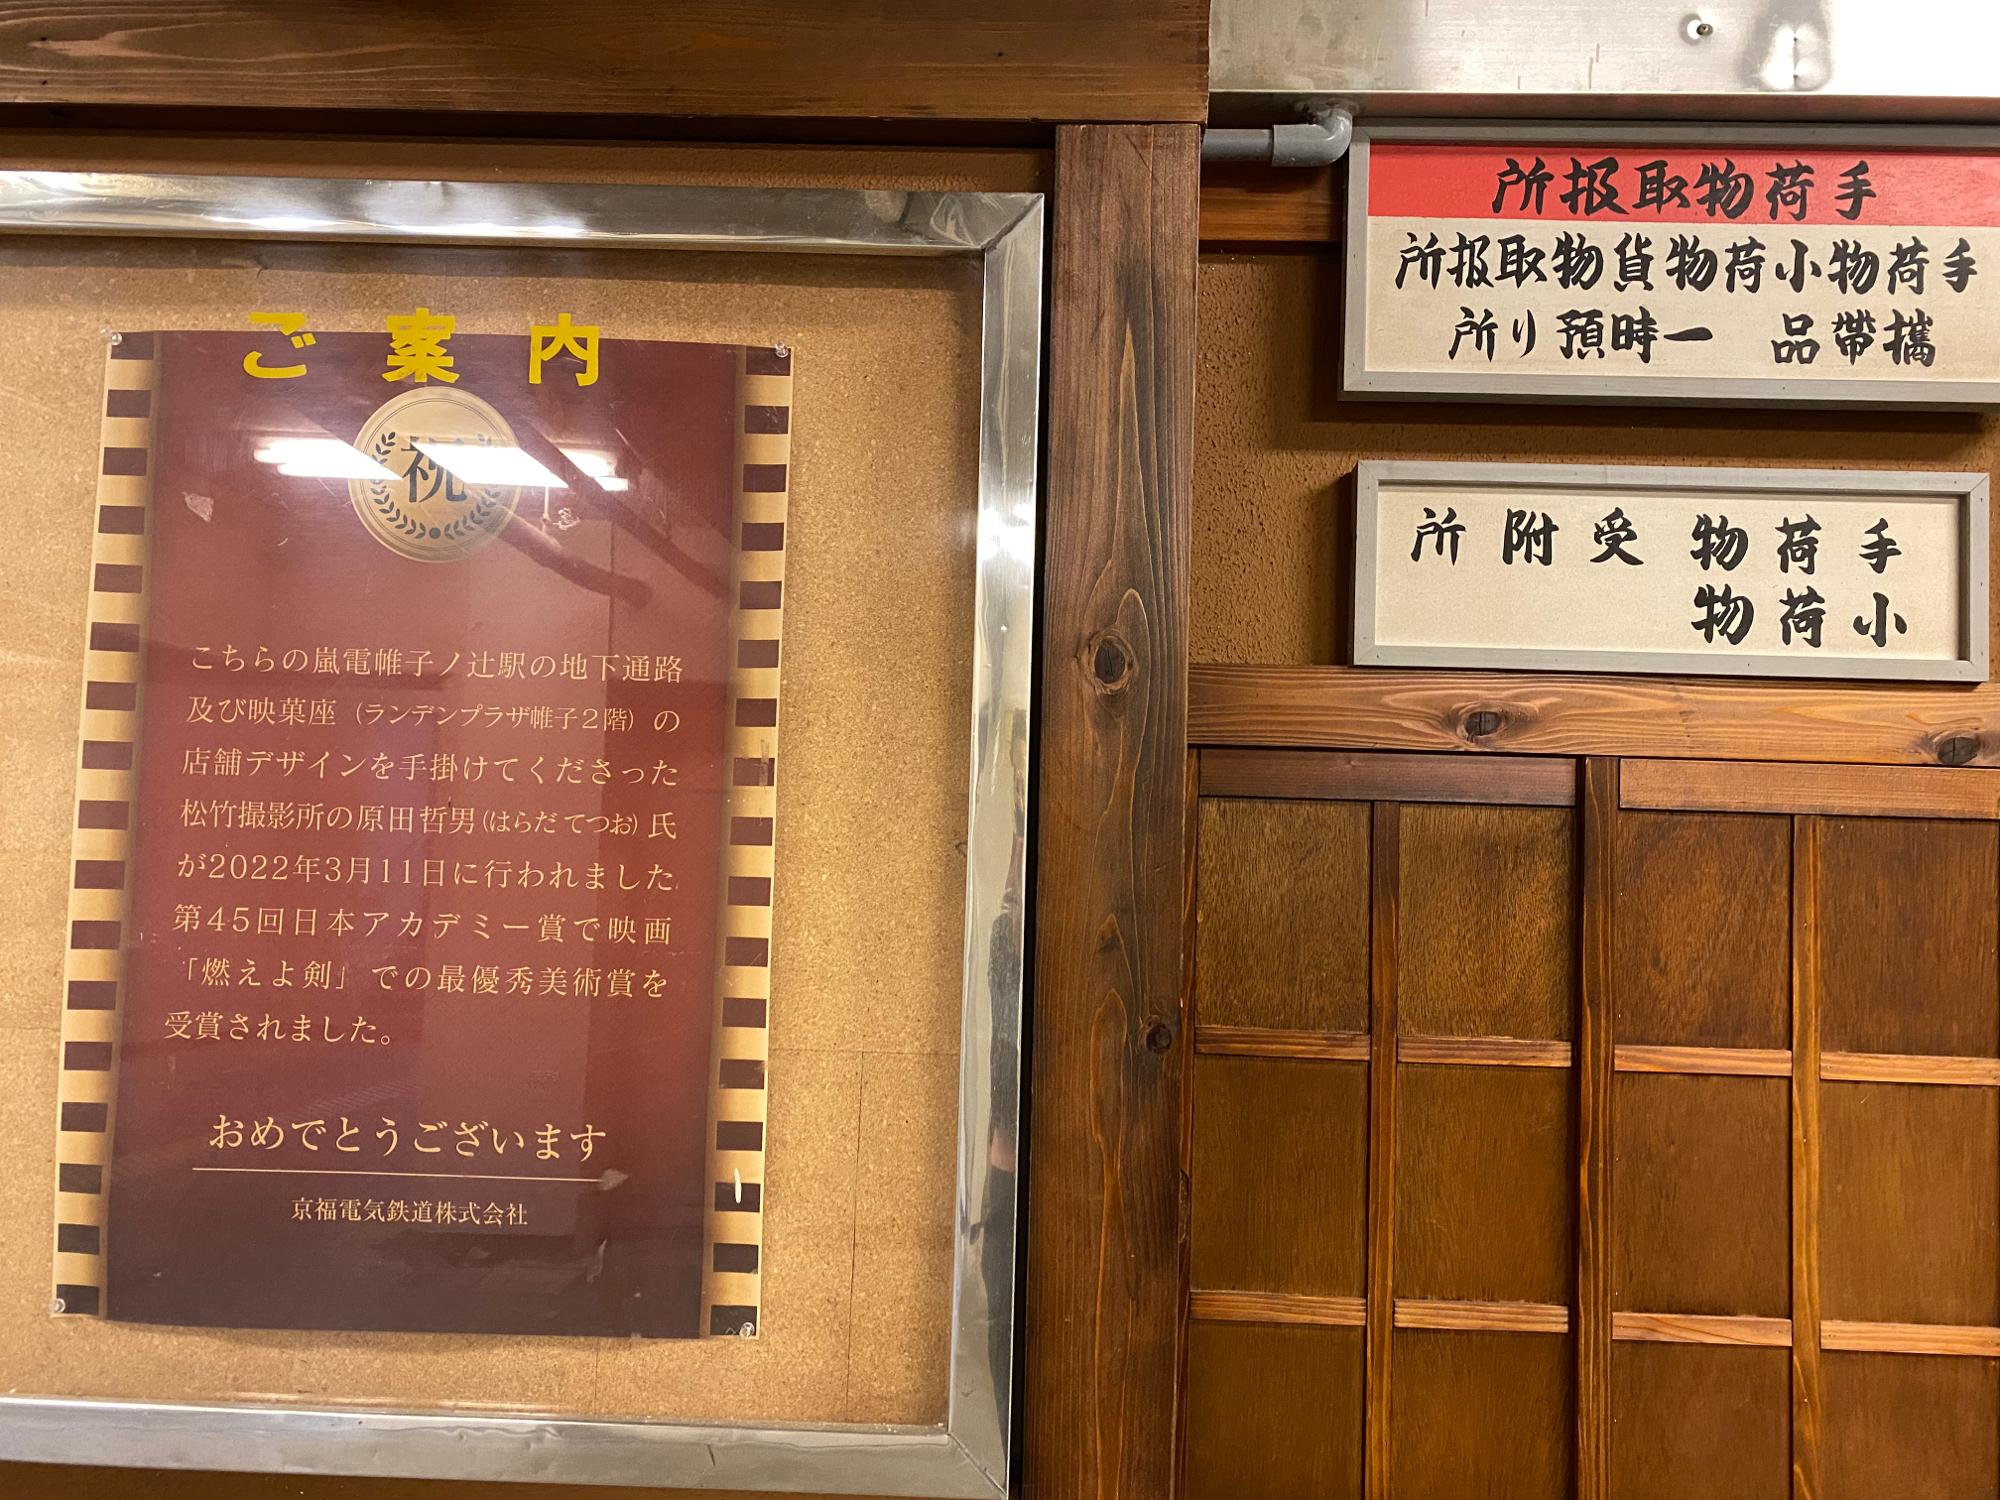 ご案内
祝
こちらの嵐電帷子ノ辻駅の地下通路
及び映菓座（ランデンプラザ帷子2階）の
店舗デザインを手掛けてくださった
松竹撮影所の原田哲男(はらだ てつお)氏
が2022年3月11日に行われました
第45回日本アカデミー賞で映画
「燃えよ剣」での最優秀美術賞を
受賞されました。
おめでとうございます
京福電気鉄道株式会社
所扱取物荷手
所扱取物貨物荷小物荷手
所り預時一 品帶攜
所附受物荷手
物荷小